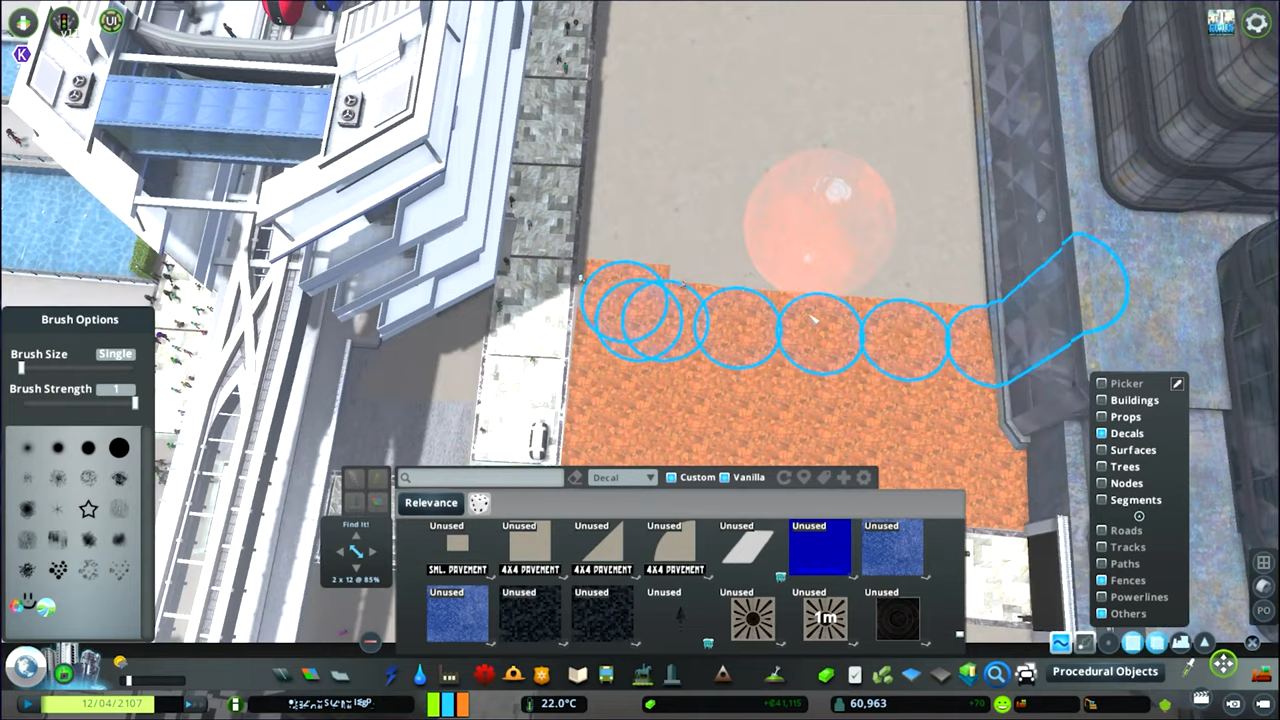 UI
K
Brush Options
Brush Size Single
Brush Strength 1
Decal Custom Vanilla
Relevance
Find It!
2 x 12 @ 85%
Unused Unused Unused Unused Unused Unused Unused
SML. PAVEMENT 4X4 PAVEMENT 4X4 PAVEMENT 4X4 PAVEMENT
Unused Unused Unused Unused Unused Unused Unused
1m
Picker
Buildings
Props
Decals
Surfaces
Trees
Nodes
Segments
Roads
Tracks
Paths
Fences
Powerlines
Others
PO
Procedural Objects
12/04/2107
22.0°C
60,963
+70